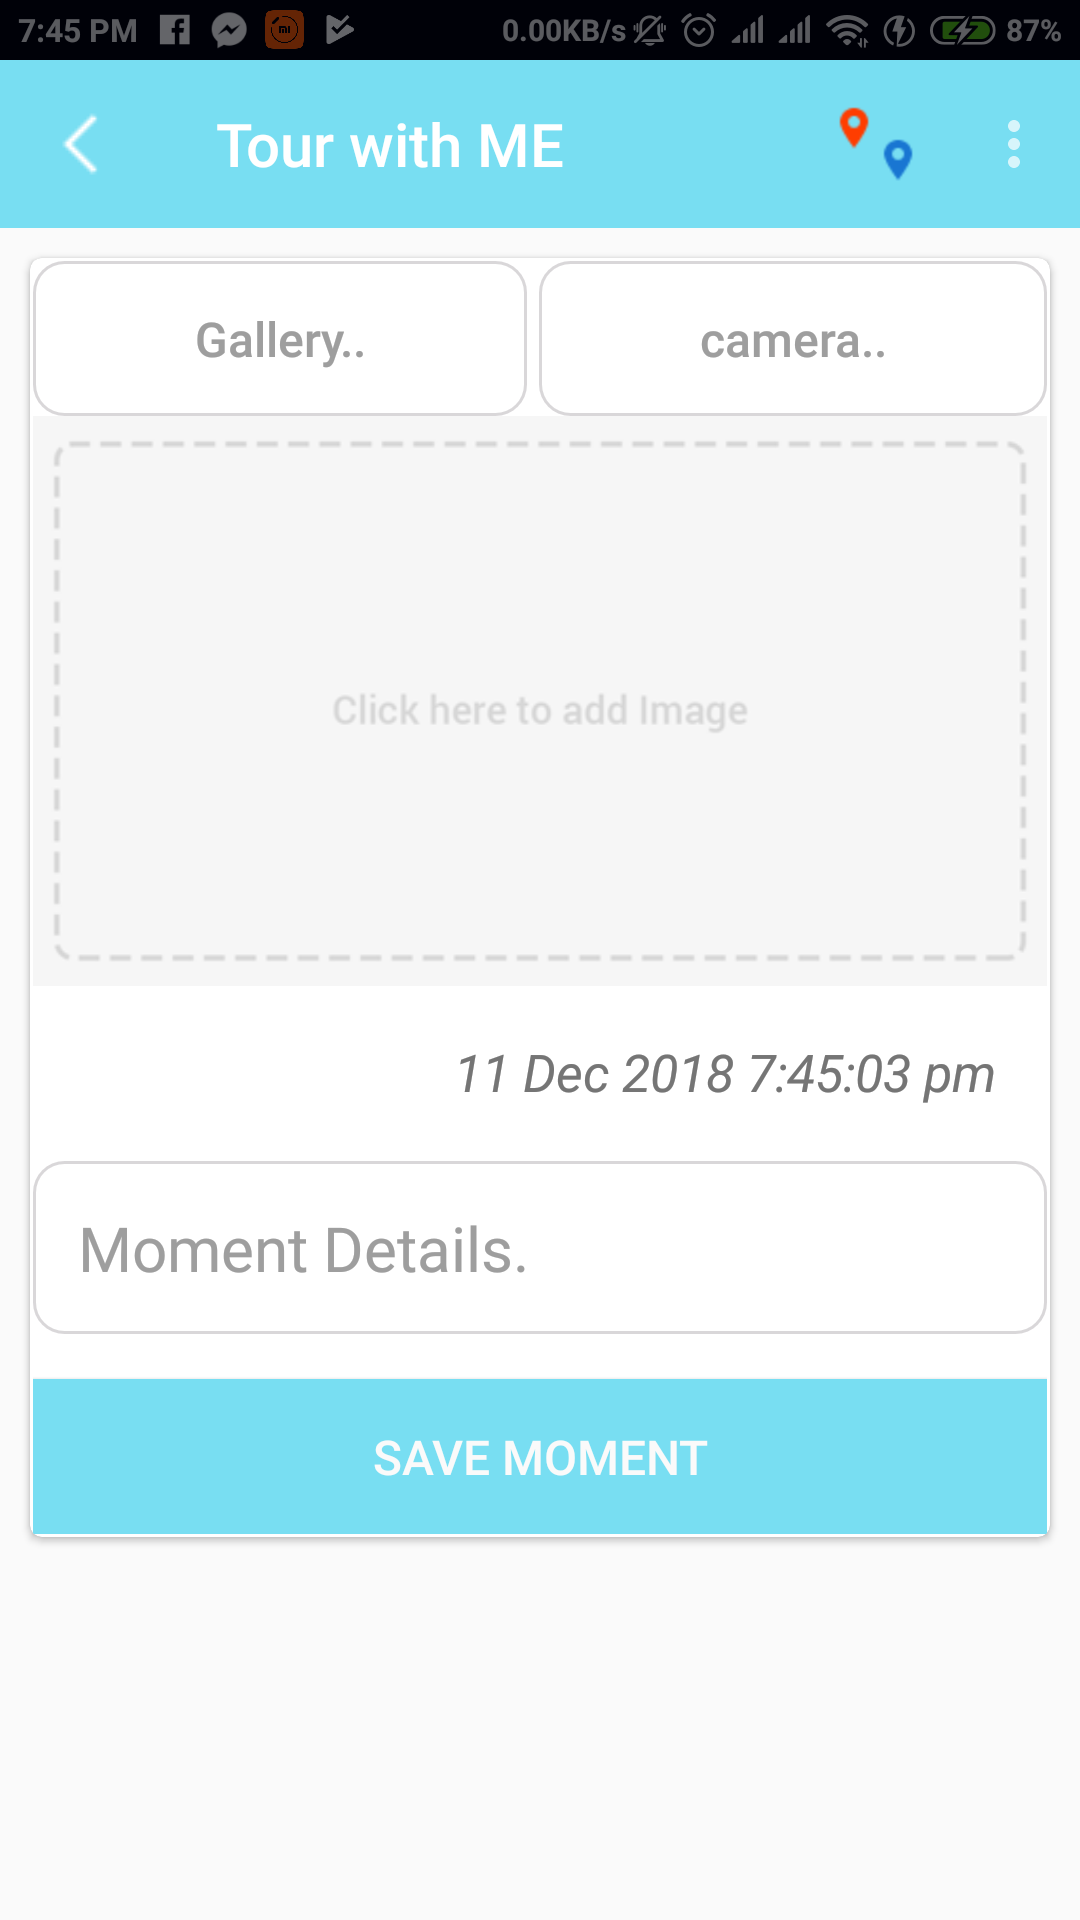 7:45 PM 0.00KB/s 87%
Tour with ME
Gallery.. camera..
Click here to add Image
11 Dec 2018 7:45:03 pm
Moment Details.
SAVE MOMENT